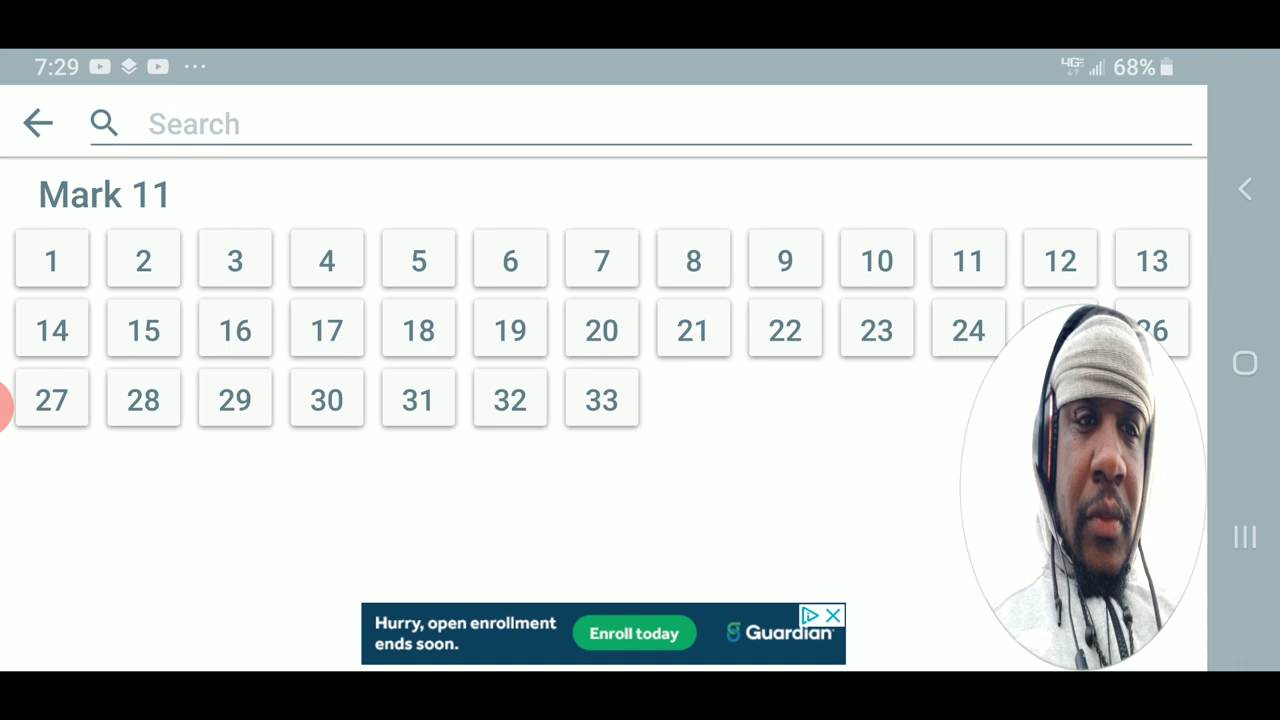 7:29 ... 4GE 68%
Search
Mark 11
1 2 3 4 5 6 7 8 9 10 11 12 13
14 15 16 17 18 19 20 21 22 23 24 26
27 28 29 30 31 32 33
Hurry, open enrollment
ends soon.
Enroll today
Guardian